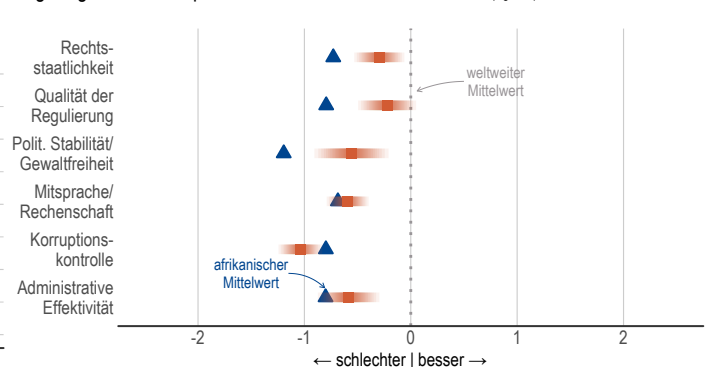 Rechts-
staatlichkeit
Qualität der
Regulierung
Polit. Stabilität/
Gewaltfreiheit
Mitsprache/
Rechenschaft
Korruptions-
kontrolle
Administrative
Effektivität
weltweiter
Mittelwert
afrikanischer
Mittelwert
-2 -1 0 1 2
← schlechter | besser →